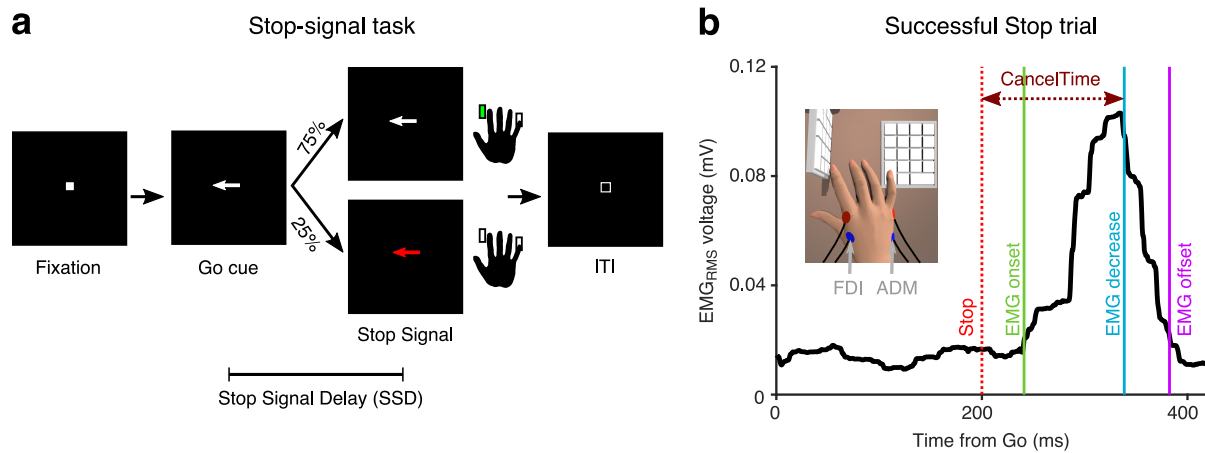 a
Stop-signal task
75%
25%
Fixation
Go cue
Stop Signal
ITI
Stop Signal Delay (SSD)
b
Successful Stop trial
EMG_RMS voltage (mV)
0.12
0.08
0.04
0
CancelTime
FDI
ADM
Stop
EMG onset
EMG decrease
EMG offset
0
200
400
Time from Go (ms)